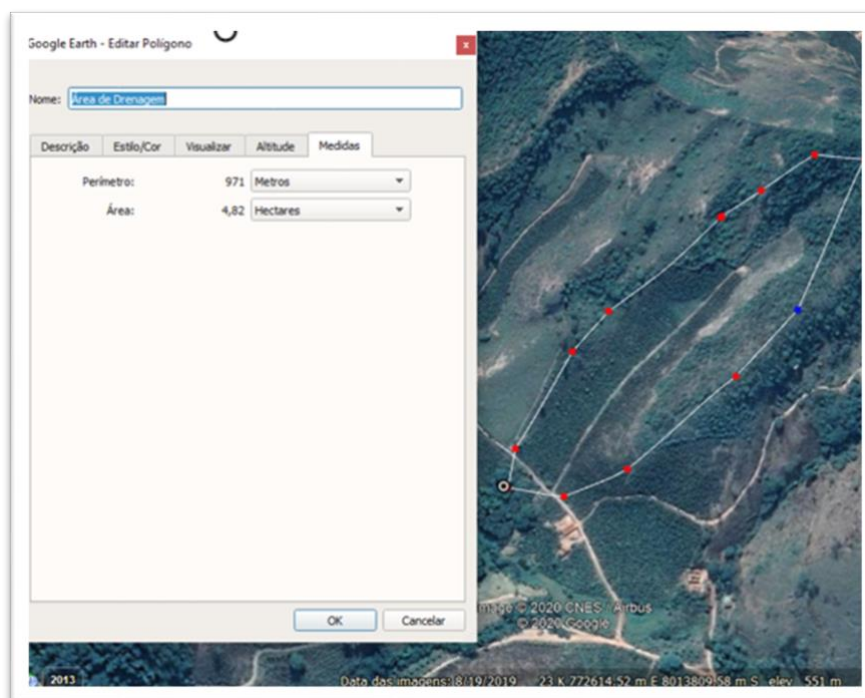 Google Earth - Editar Polígono
x
Nome: Área de Drenagem
Descrição Estilo/Cor Visualizar Altitude Medidas
Perímetro: 971 Metros
Área: 4,82 Hectares
OK Cancelar
Image © 2020 CNES / Airbus
© 2020 Google
2013 Data das imagens: 8/19/2019 23 K 772614.52 m E 8013809.58 m S elev 551 m